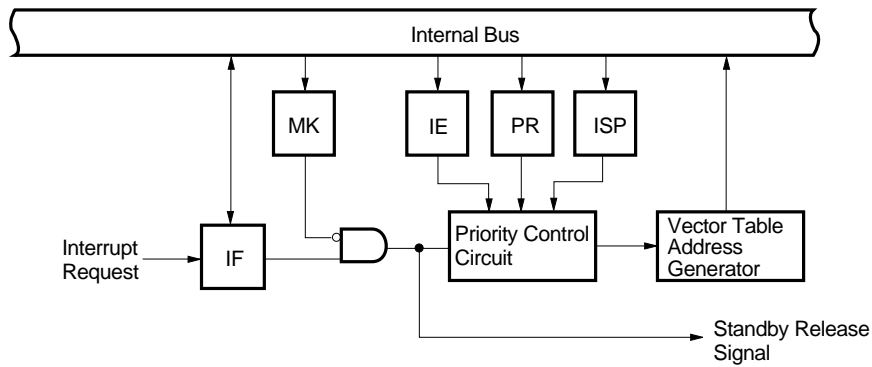 Internal Bus
MK
IE
PR
ISP
Interrupt
Request
IF
Priority Control
Circuit
Vector Table
Address
Generator
Standby Release
Signal